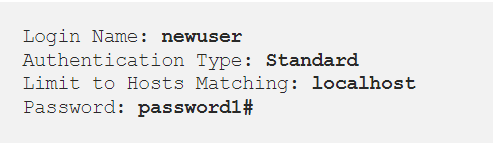 Login Name: newuser
Authentication Type: Standard
Limit to Hosts Matching: localhost
Password: password1#